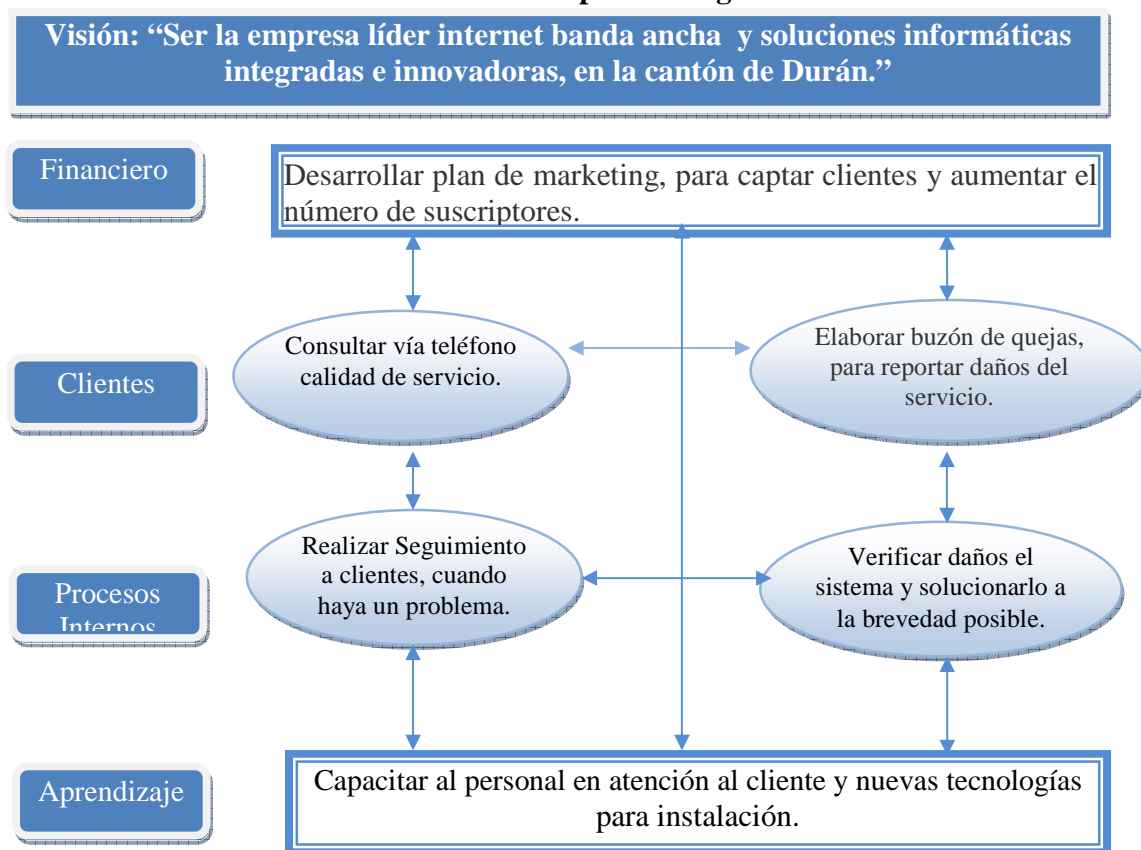 Visión: “Ser la empresa líder internet banda ancha y soluciones informáticas
integradas e innovadoras, en la cantón de Durán.”
Financiero
Desarrollar plan de marketing, para captar clientes y aumentar el
número de suscriptores.
Clientes
Consultar vía teléfono
calidad de servicio.
Elaborar buzón de quejas,
para reportar daños del
servicio.
Procesos
Internos
Realizar Seguimiento
a clientes, cuando
haya un problema.
Verificar daños el
sistema y solucionarlo a
la brevedad posible.
Aprendizaje
Capacitar al personal en atención al cliente y nuevas tecnologías
para instalación.